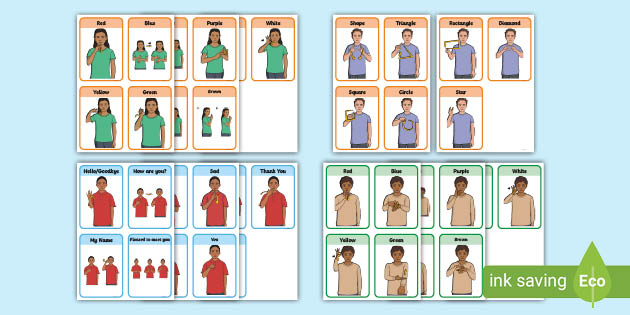 Red Blue Purple White
Yellow Green Brown
Shape Triangle Rectangle Diamond
Square Circle Star
Hello/Goodbye How are you? Sad Thank You
My Name Pleased to meet you You
Red Blue Purple White
Yellow Green Brown
ink saving Eco